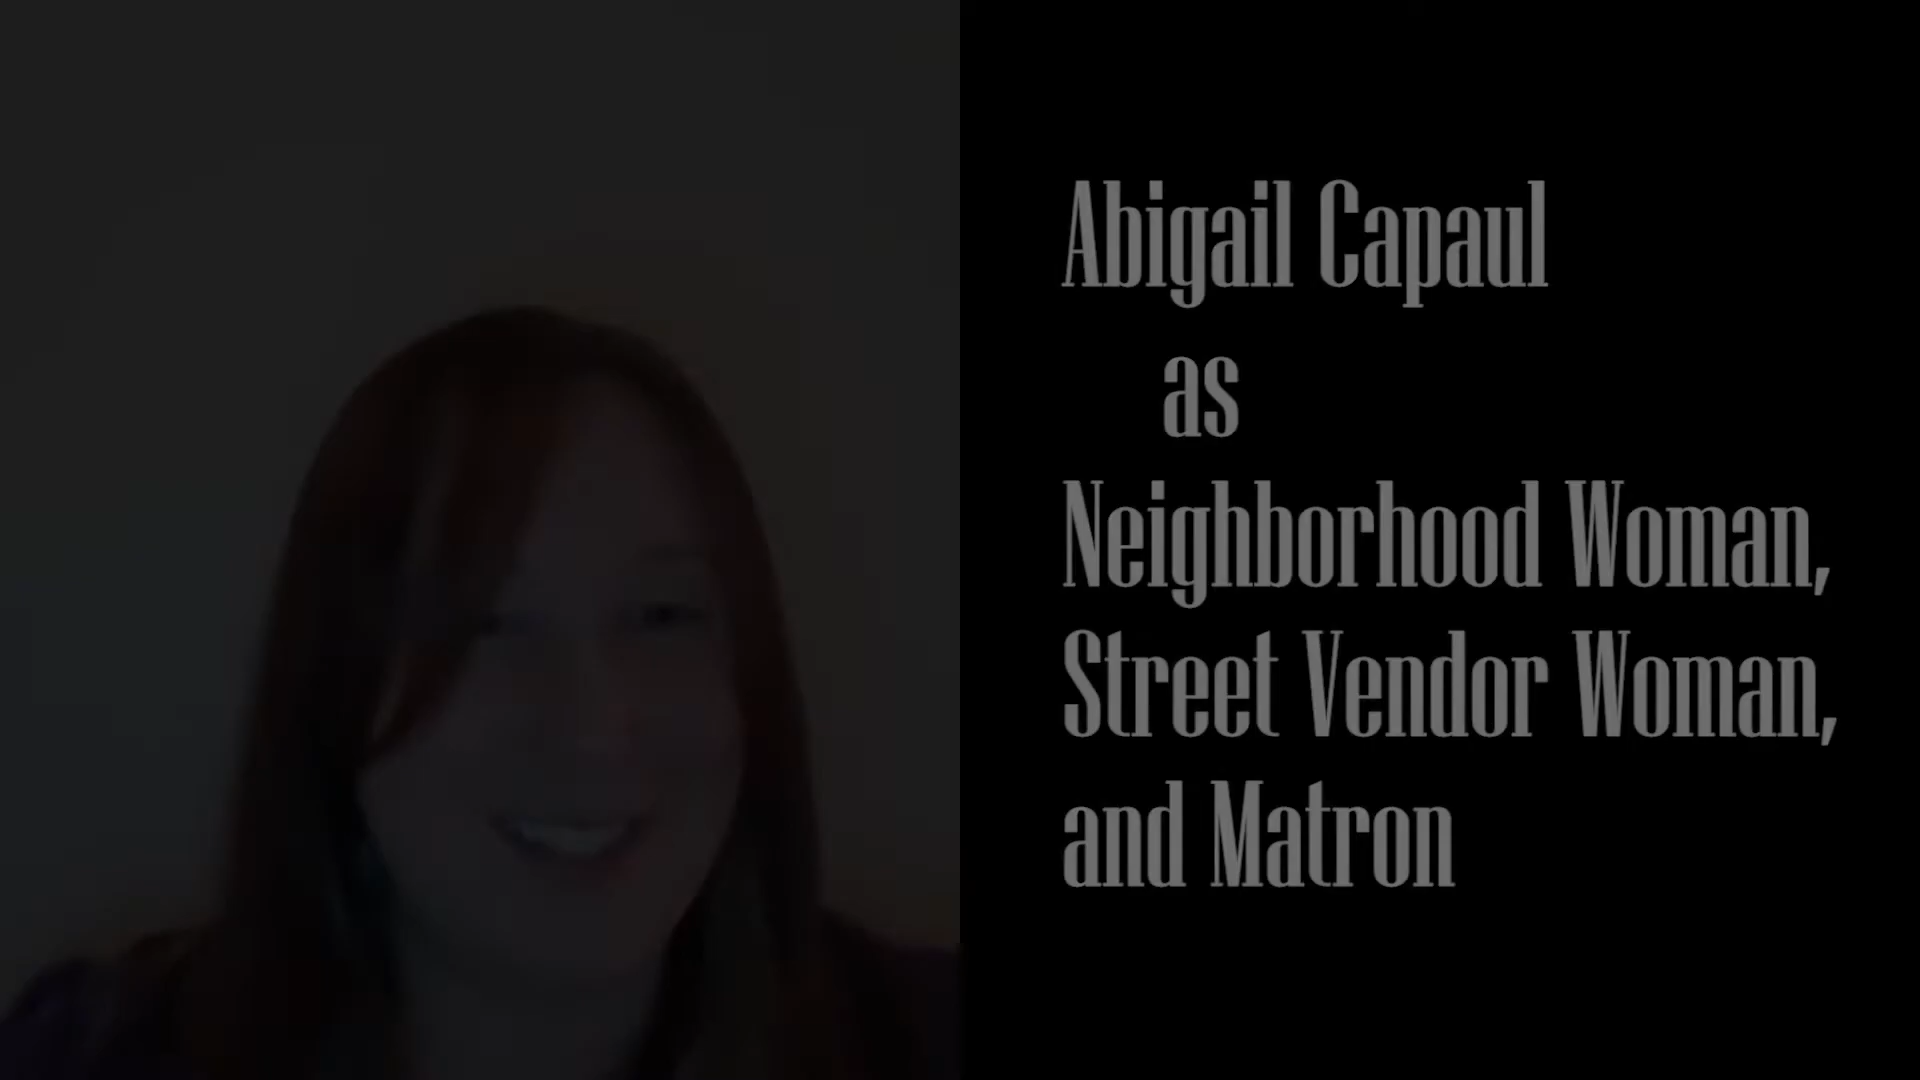 Abigail Capaul
as
Neighborhood Woman,
Street Vendor Woman,
and Matron